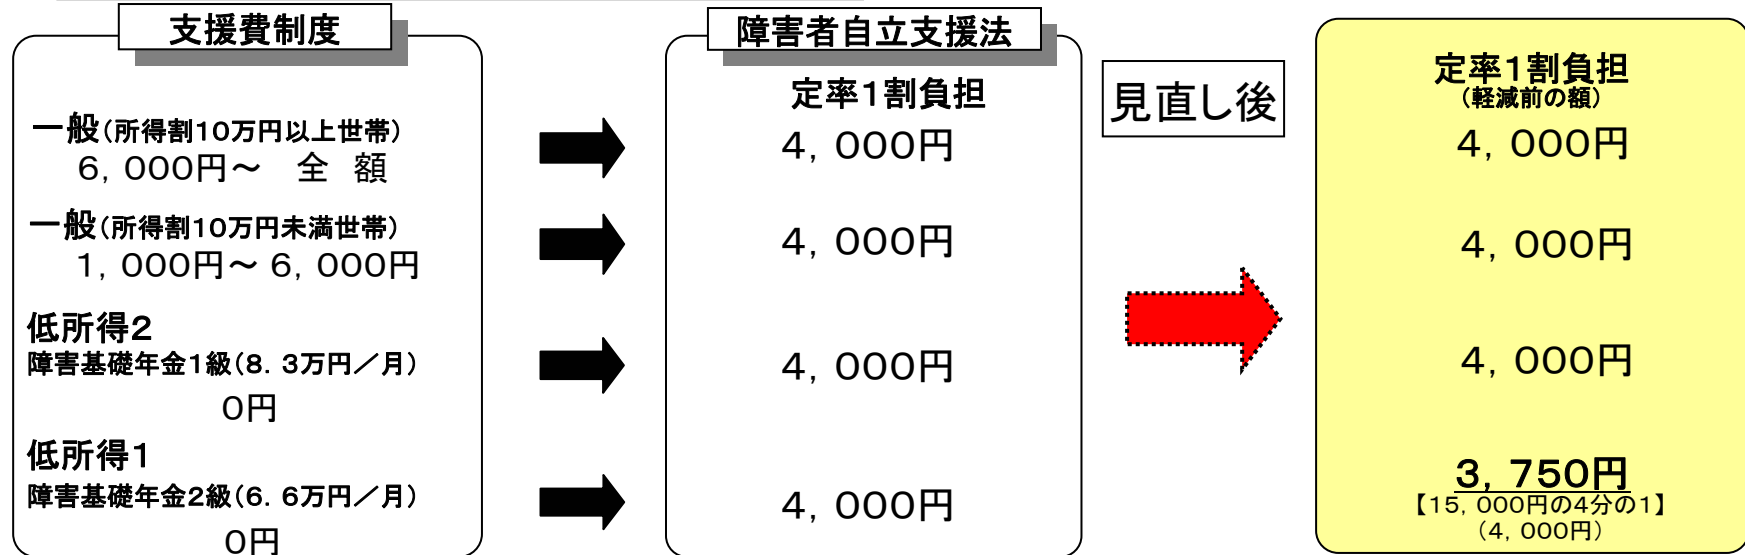 支援費制度
一般(所得割10万円以上世帯)
6,000円～　全　額
一般(所得割10万円未満世帯)
1,000円～6,000円
低所得2
障害基礎年金1級(8.3万円／月)
0円
低所得1
障害基礎年金2級(6.6万円／月)
0円
障害者自立支援法
定率1割負担
4,000円
4,000円
4,000円
4,000円
見直し後
定率1割負担
(軽減前の額)
4,000円
4,000円
4,000円
3,750円
【15,000円の4分の1】
(4,000円)